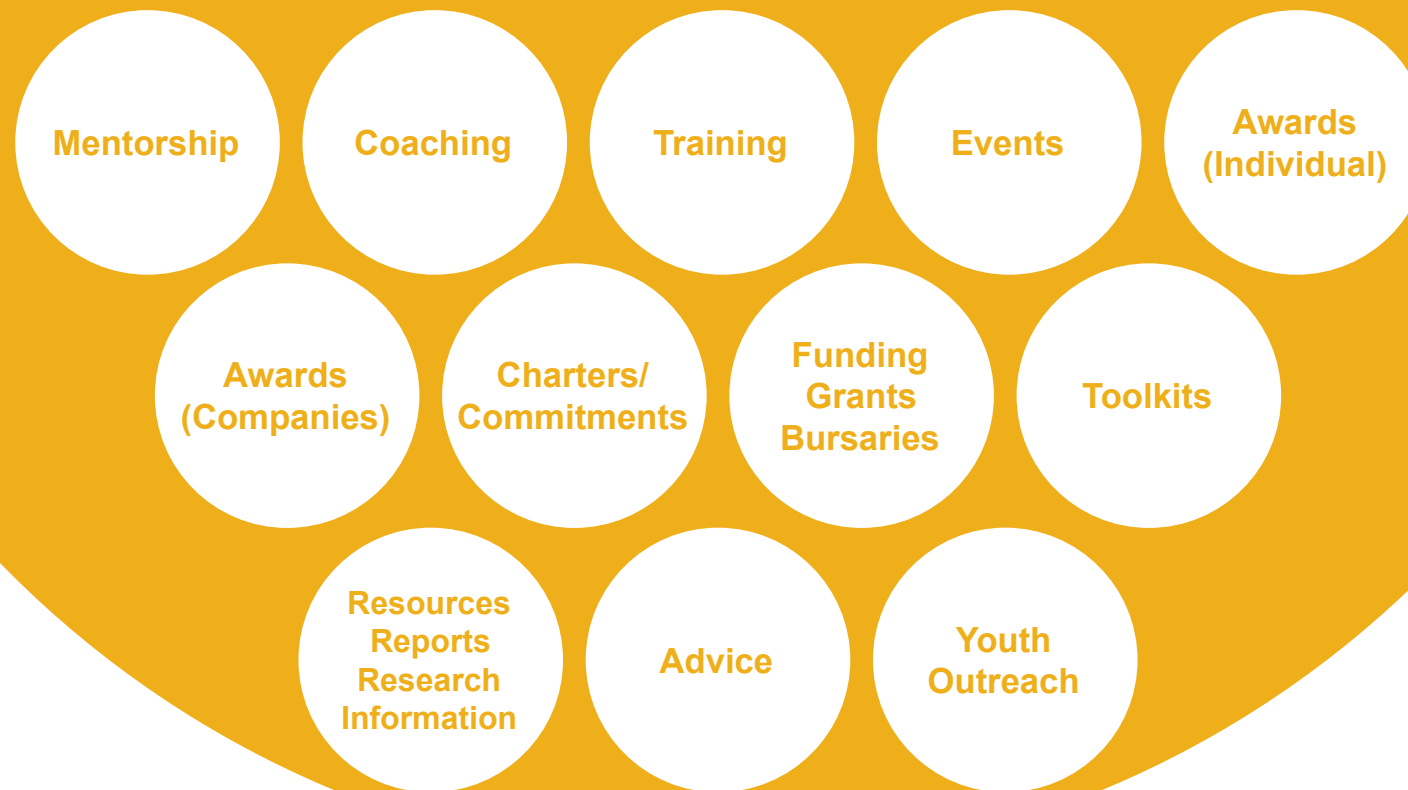 Mentorship
Coaching
Training
Events
Awards
(Individual)
Awards
(Companies)
Charters/
Commitments
Funding
Grants
Bursaries
Toolkits
Resources
Reports
Research
Information
Advice
Youth
Outreach